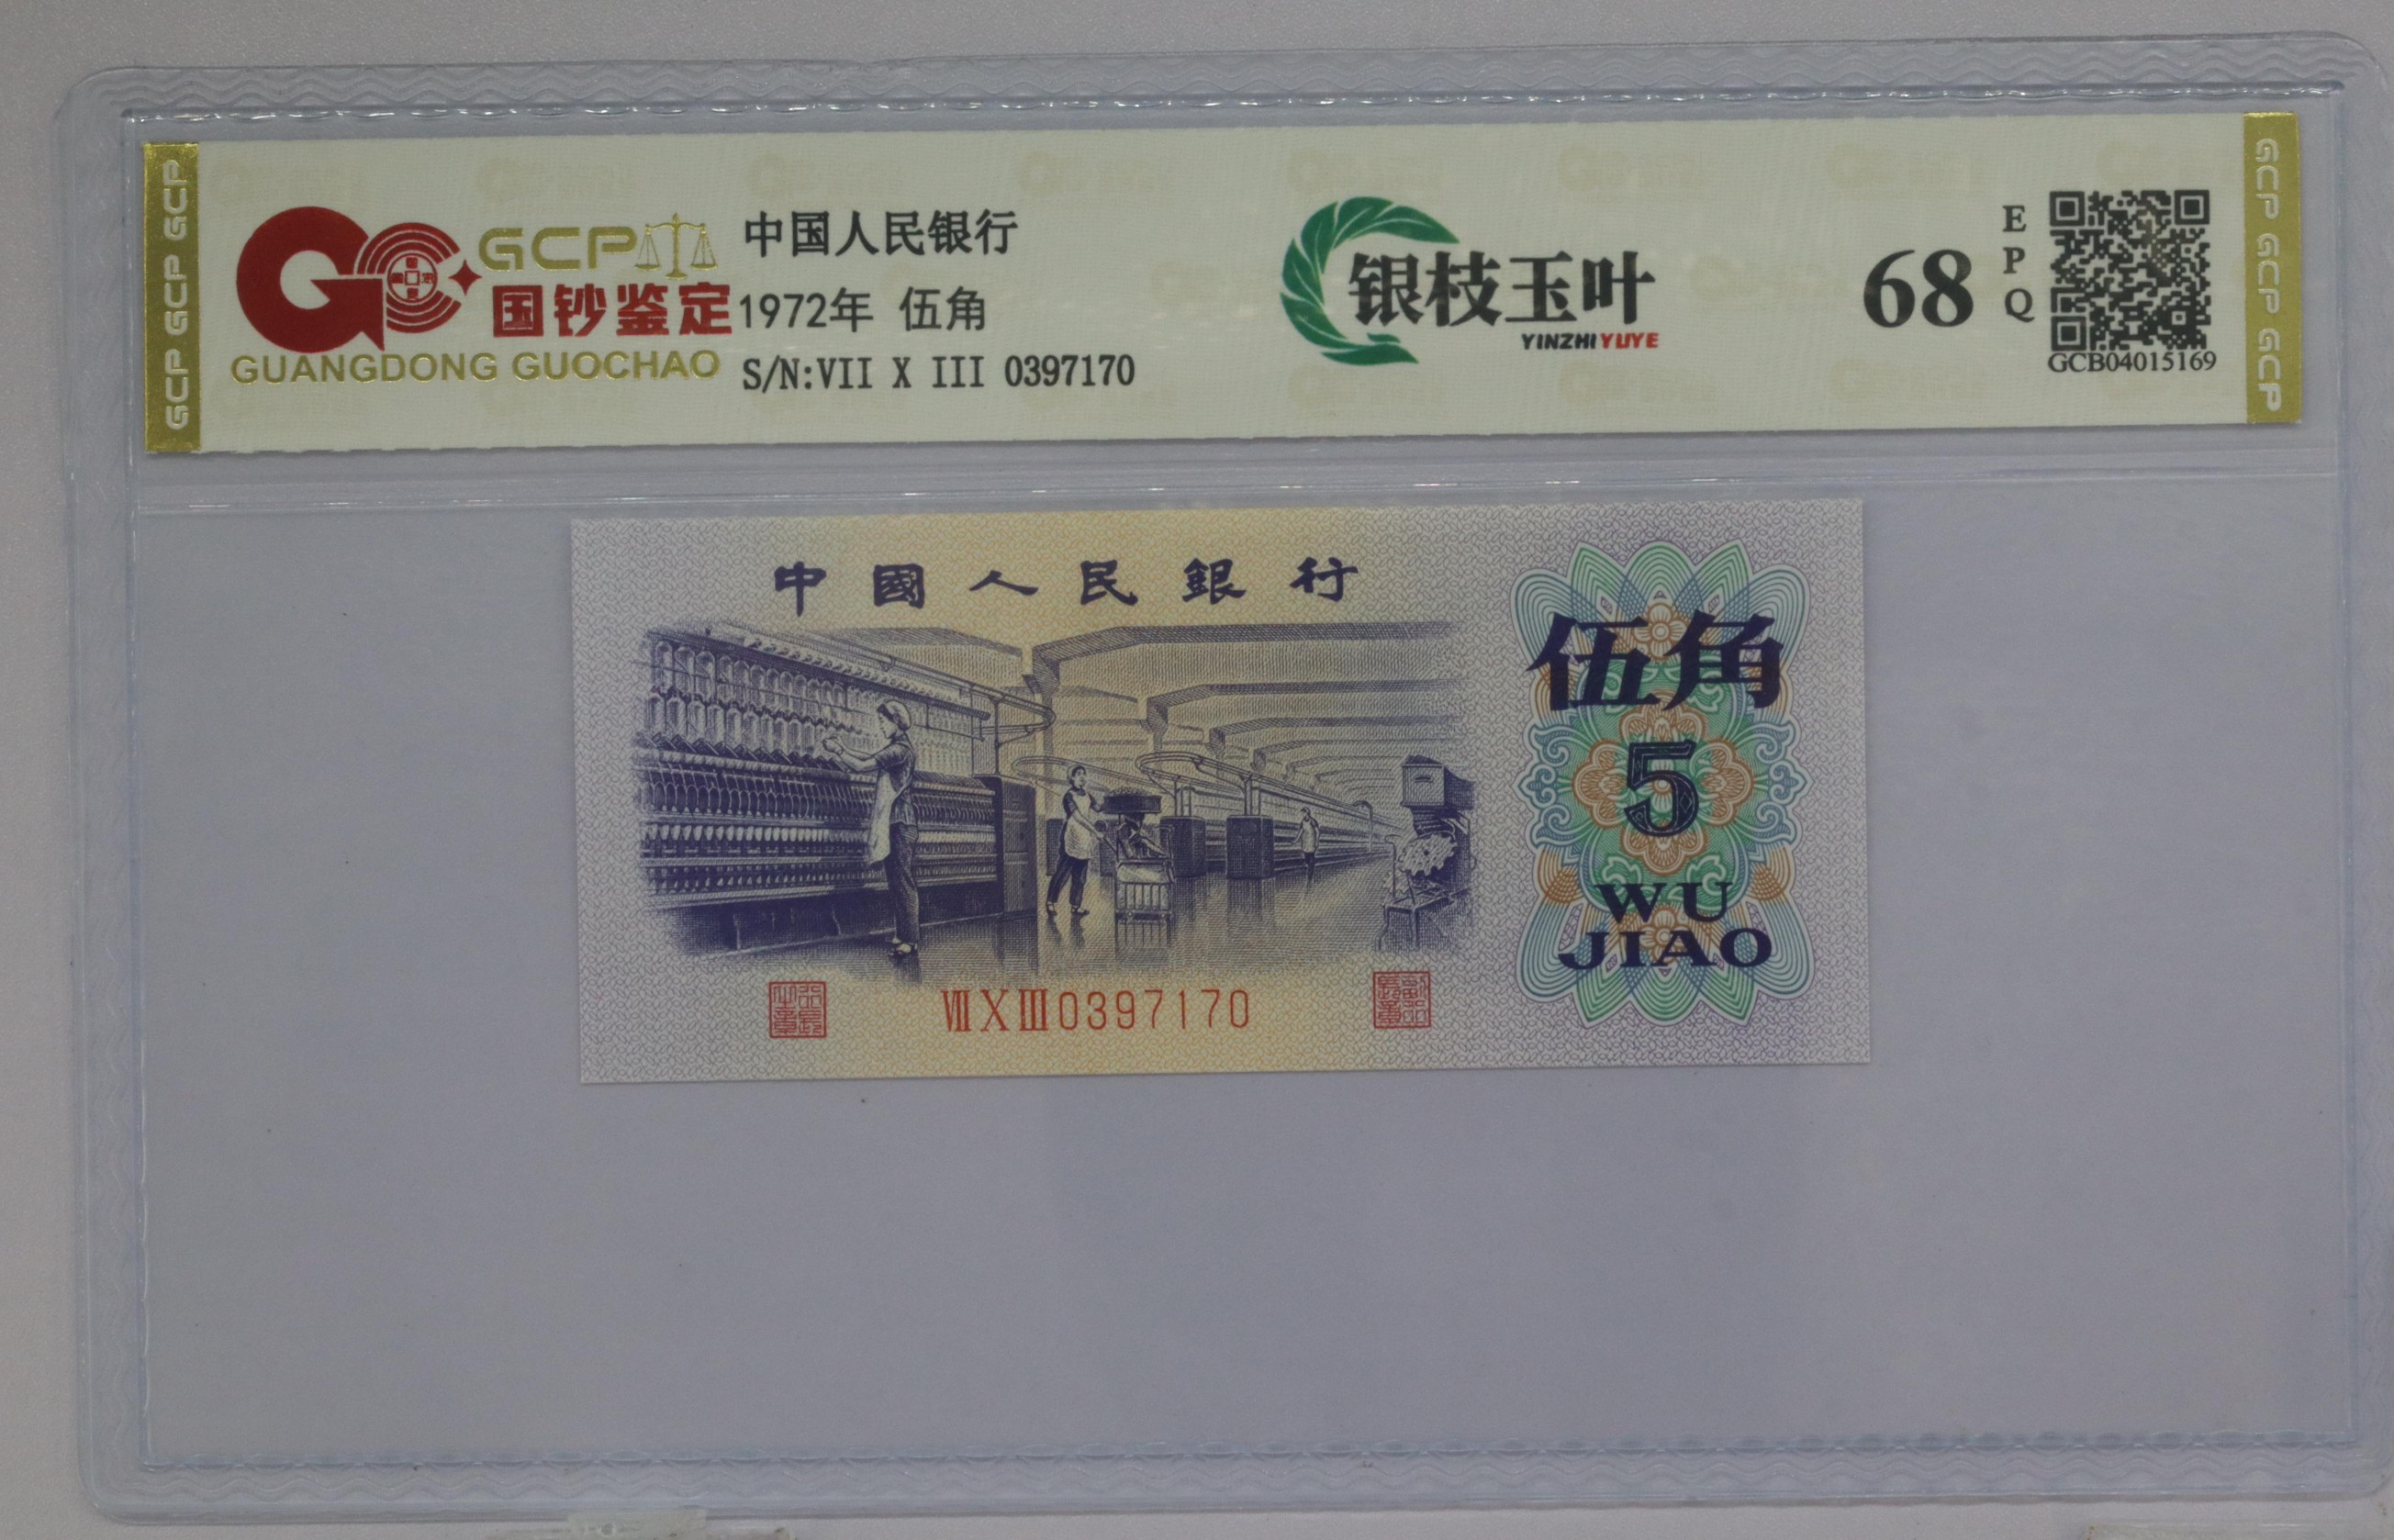 GCP GCP GCP
GCP
国钞鉴定
GUANGDONG GUOCHAO
中国人民银行
1972年 伍角
S/N:VII X III 0397170
银枝玉叶
YINZHIYUYE
68
EPQ
GCB04015169
GCP GCP GCP
中國人民銀行
伍角
5
WU
JIAO
VII X III 0397170